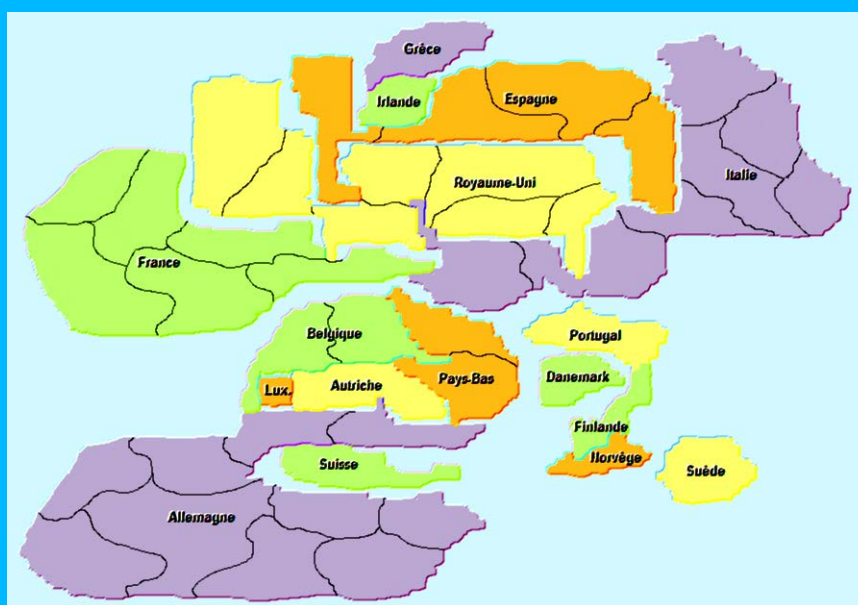 Grèce
Irlande
Espagne
Italie
Royaume-Uni
France
Belgique
Portugal
Lux.
Autriche
Pays-Bas
Danemark
Finlande
Norvège
Suisse
Suède
Allemagne